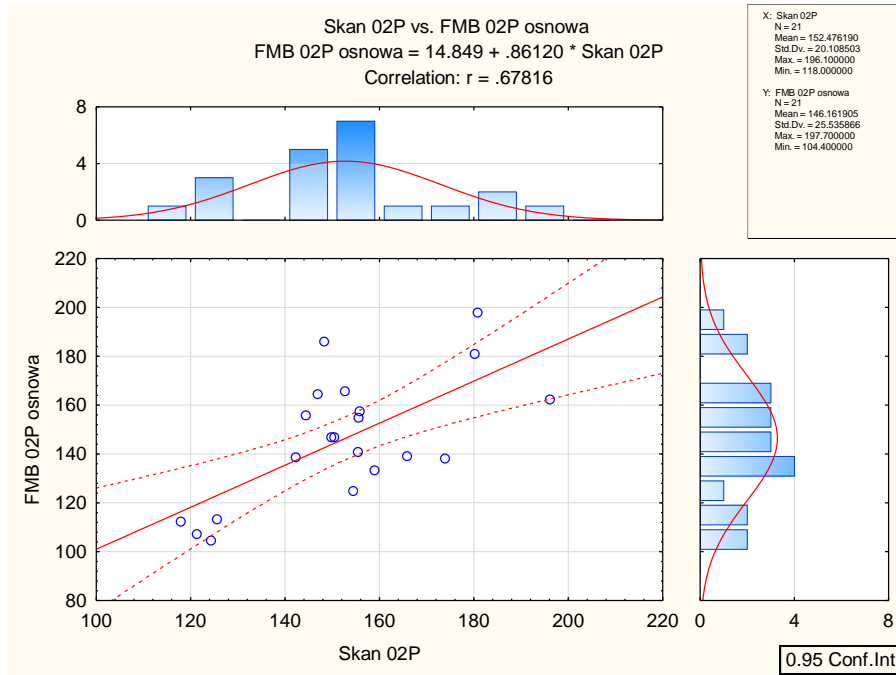 Skan 02P vs. FMB 02P osnowa
FMB 02P osnowa = 14.849 + .86120 * Skan 02P
Correlation: r = .67816
X: Skan 02P
N = 21
Mean = 152.476190
Std.Dv. = 20.108503
Max. = 196.100000
Min. = 118.000000
Y: FMB 02P osnowa
N = 21
Mean = 146.161905
Std.Dv. = 25.535866
Max. = 197.700000
Min. = 104.400000
8
4
0
220
200
180
160
140
120
100
80
FMB 02P osnowa
100 120 140 160 180 200 220
Skan 02P
0 4 8
0.95 Conf.Int